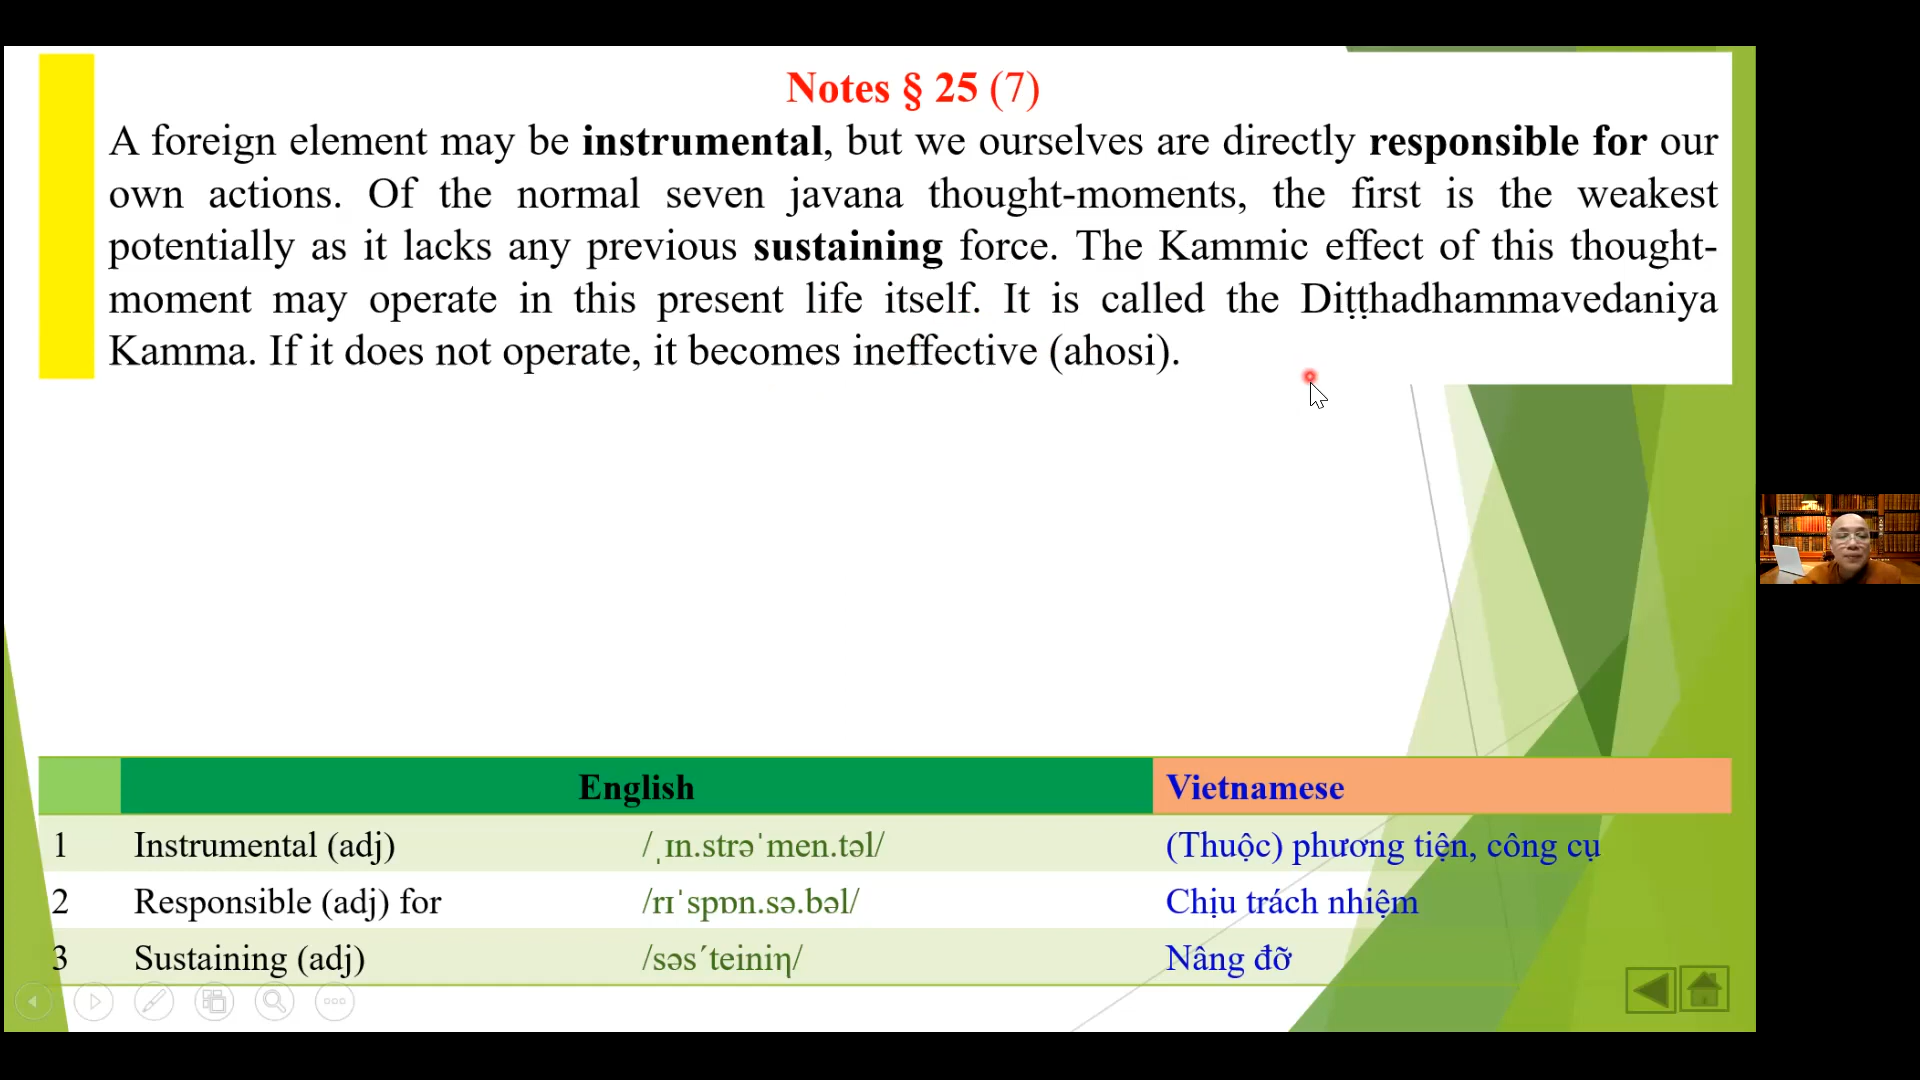 Notes § 25 (7)
A foreign element may be instrumental, but we ourselves are directly responsible for our
own actions. Of the normal seven javana thought-moments, the first is the weakest
potentially as it lacks any previous sustaining force. The Kammic effect of this thought-
moment may operate in this present life itself. It is called the Diṭṭhadhammavedaniya
Kamma. If it does not operate, it becomes ineffective (ahosi).
English Vietnamese
1 Instrumental (adj) /ˌɪn.strəˈmen.təl/ (Thuộc) phương tiện, công cụ
2 Responsible (adj) for /rɪˈspɒn.sə.bəl/ Chịu trách nhiệm
3 Sustaining (adj) /səs´teiniη/ Nâng đỡ